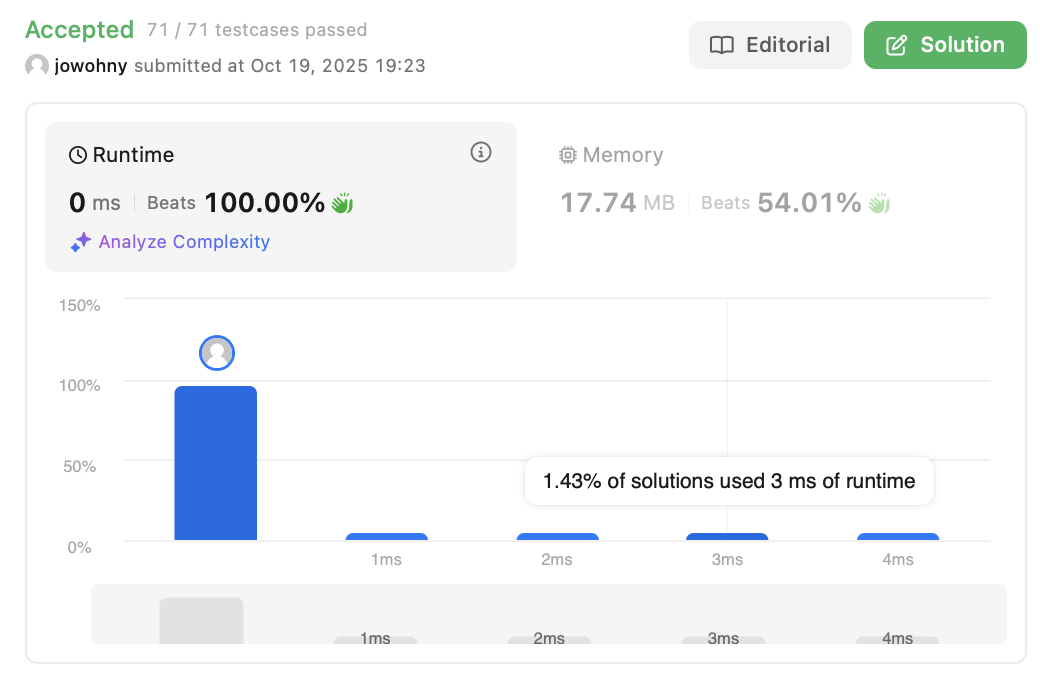 Accepted 71 / 71 testcases passed
Editorial
Solution
jowohny submitted at Oct 19, 2025 19:23
Runtime
0 ms Beats 100.00%
Analyze Complexity
Memory
17.74 MB Beats 54.01%
150%
100%
50%
0%
1.43% of solutions used 3 ms of runtime
1ms 2ms 3ms 4ms
1ms 2ms 3ms 4ms